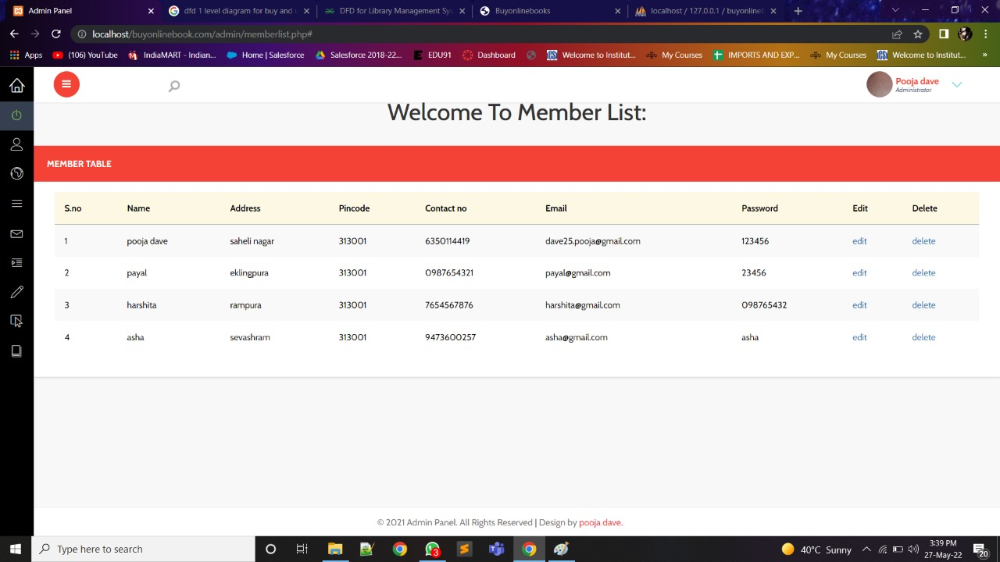 dfd 1 level diagram for buy and u
DFD for Library Management Sys
Buyonlinebooks
localhost / 127.0.0.1 / buyonlineb
localhost/buyonlinebook.com/admin/memberlist.php#
Apps (106) YouTube IndiaMART - Indian... Home | Salesforce Salesforce 2018-22... EDU91 Dashboard Welcome to Institut... My Courses IMPORTS AND EXP... My Courses Welcome to Institut... »
Pooja dave
Administrator
Welcome To Member List:
MEMBER TABLE
S.no Name Address Pincode Contact no Email Password Edit Delete
1 pooja dave saheli nagar 313001 6350114419 dave25.pooja@gmail.com 123456 edit delete
2 payal eklingpura 313001 0987654321 payal@gmail.com 23456 edit delete
3 harshita rampura 313001 7654567876 harshita@gmail.com 098765432 edit delete
4 asha sevashram 313001 9473600257 asha@gmail.com asha edit delete
© 2021 Admin Panel. All Rights Reserved | Design by pooja dave.
Type here to search
3
40°C Sunny
3:39 PM
27-May-22
20